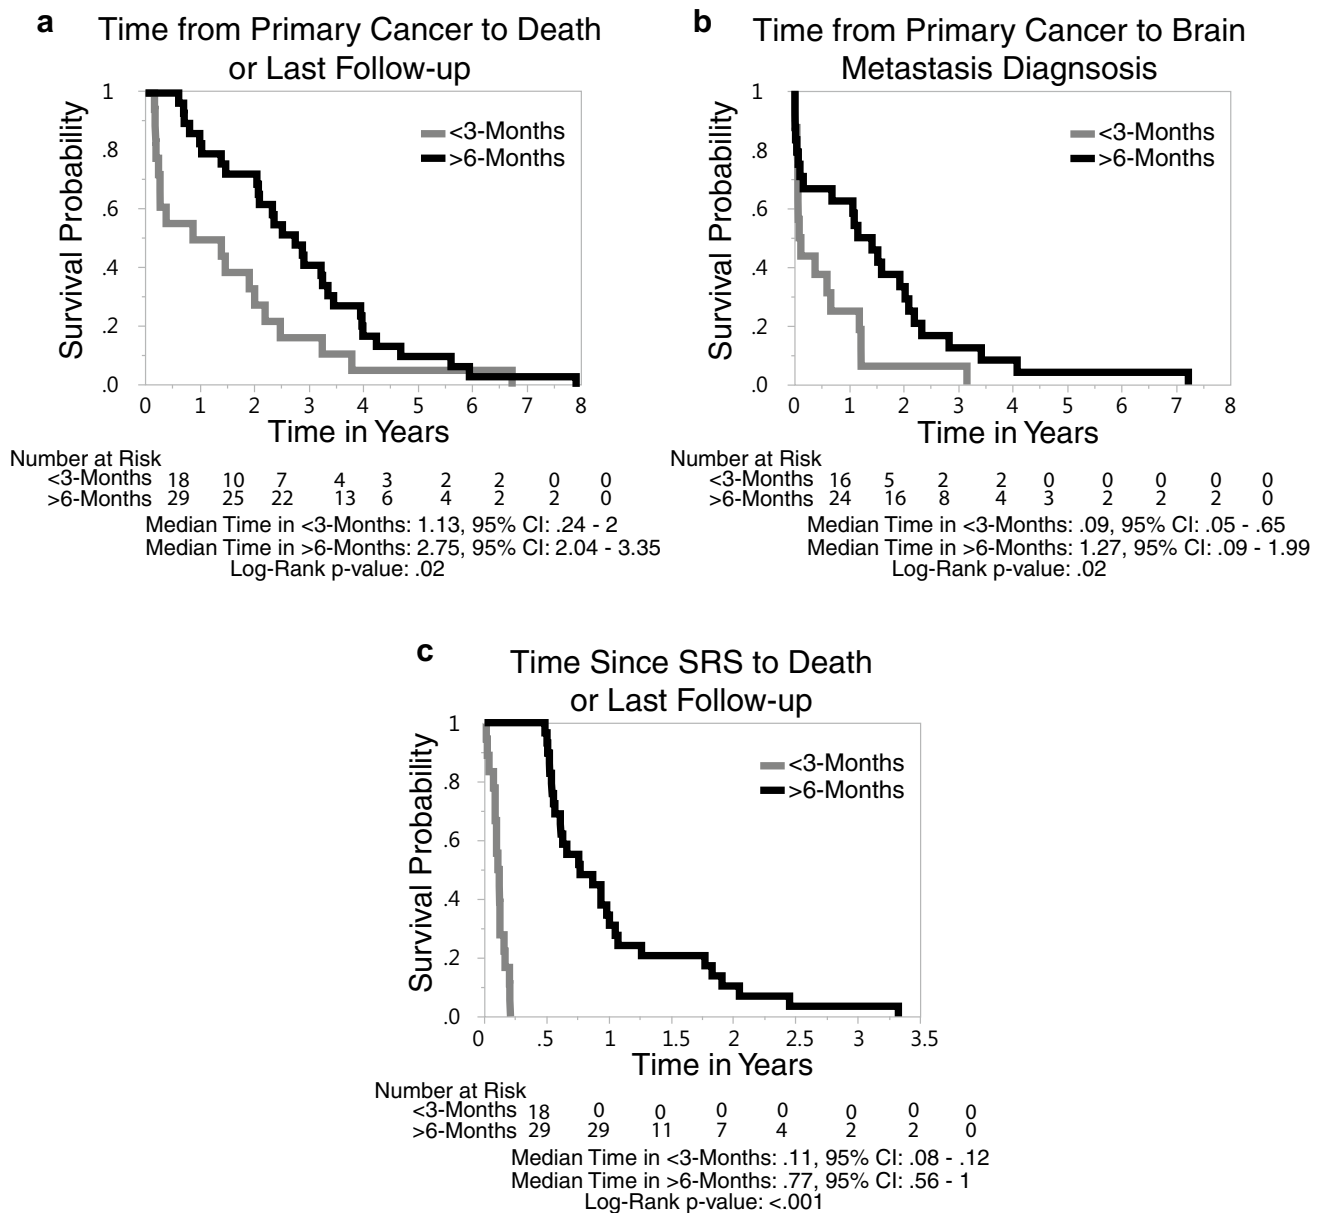 a
Time from Primary Cancer to Death
or Last Follow-up
Survival Probability
1
.8
.6
.4
.2
.0
<3-Months
>6-Months
0 1 2 3 4 5 6 7 8
Time in Years
Number at Risk
<3-Months 18 10 7 4 3 2 2 0 0
>6-Months 29 25 22 13 6 4 2 2 0
Median Time in <3-Months: 1.13, 95% CI: .24 - 2
Median Time in >6-Months: 2.75, 95% CI: 2.04 - 3.35
Log-Rank p-value: .02
b
Time from Primary Cancer to Brain
Metastasis Diagnsosis
Survival Probability
1
.8
.6
.4
.2
.0
<3-Months
>6-Months
0 1 2 3 4 5 6 7 8
Time in Years
Number at Risk
<3-Months 16 5 2 2 0 0 0 0 0
>6-Months 24 16 8 4 3 2 2 2 0
Median Time in <3-Months: .09, 95% CI: .05 - .65
Median Time in >6-Months: 1.27, 95% CI: .09 - 1.99
Log-Rank p-value: .02
c
Time Since SRS to Death
or Last Follow-up
Survival Probability
1
.8
.6
.4
.2
.0
<3-Months
>6-Months
0 .5 1 1.5 2 2.5 3 3.5
Time in Years
Number at Risk
<3-Months 18 0 0 0 0 0 0 0
>6-Months 29 29 11 7 4 2 2 0
Median Time in <3-Months: .11, 95% CI: .08 - .12
Median Time in >6-Months: .77, 95% CI: .56 - 1
Log-Rank p-value: <.001